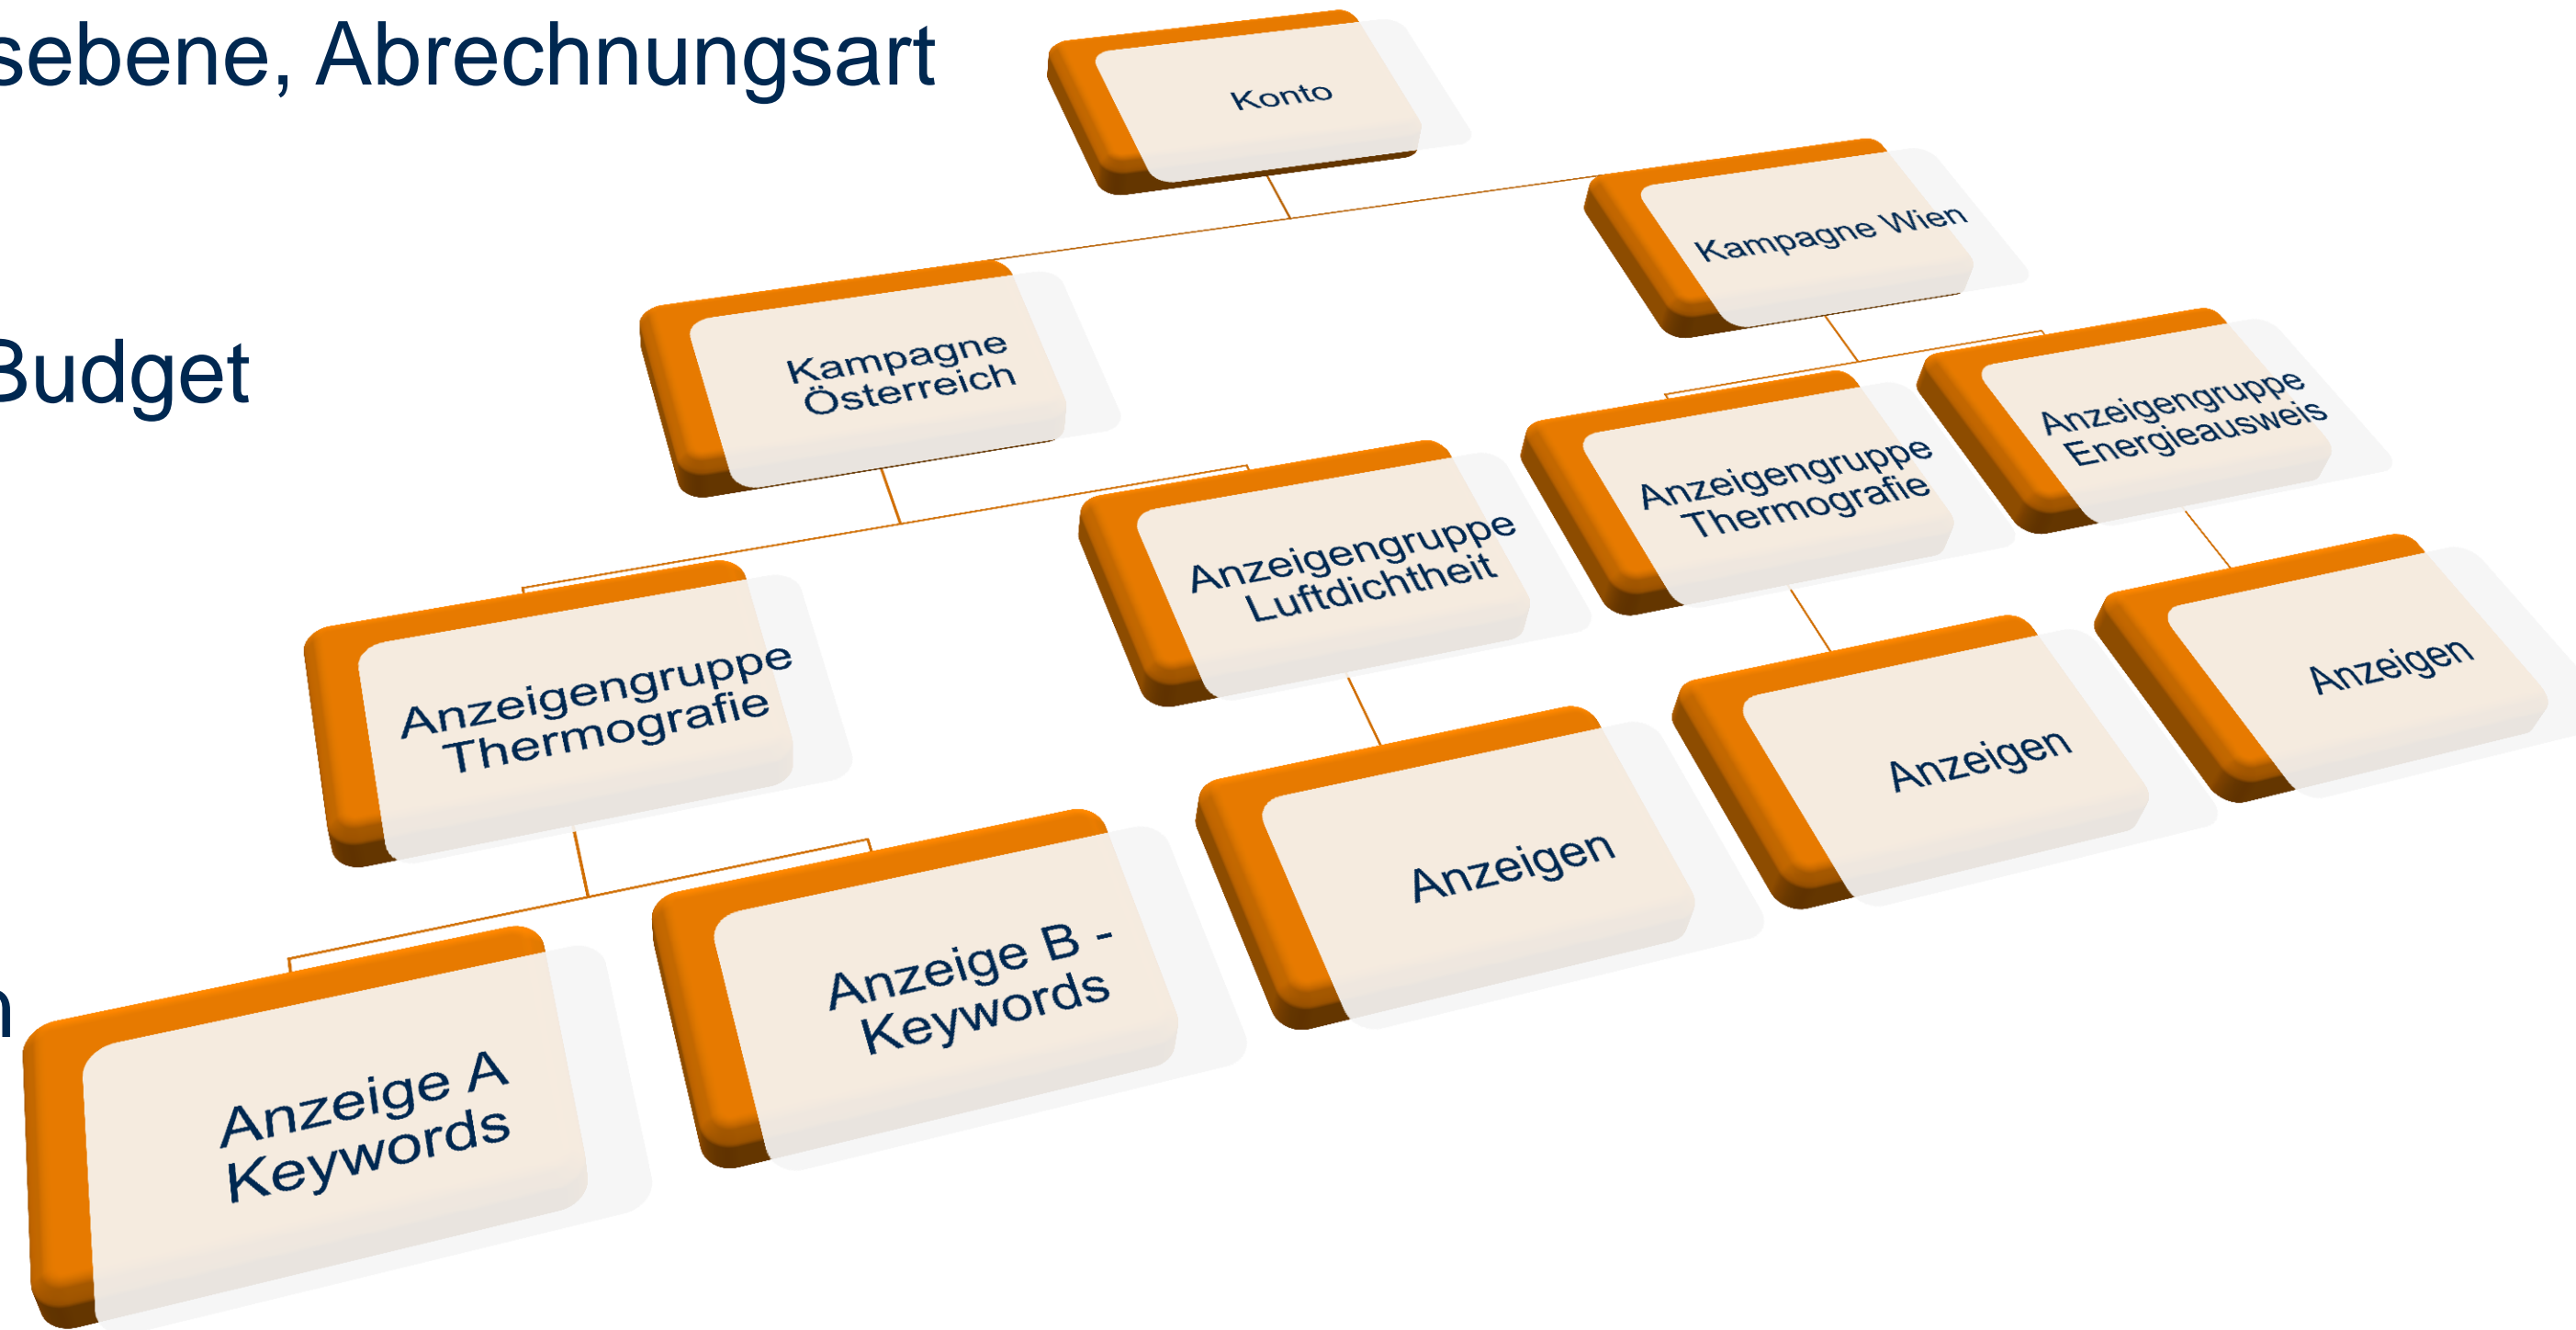 sebene, Abrechnungsart
Konto
Kampagne Wien
Budget
Kampagne
Österreich
Anzeigengruppe
Energieausweis
Anzeigengruppe
Thermografie
Anzeigengruppe
Luftdichtheit
Anzeigengruppe
Thermografie
Anzeigen
Anzeigen
Anzeigen
Anzeige B -
Keywords
n
Anzeige A
Keywords